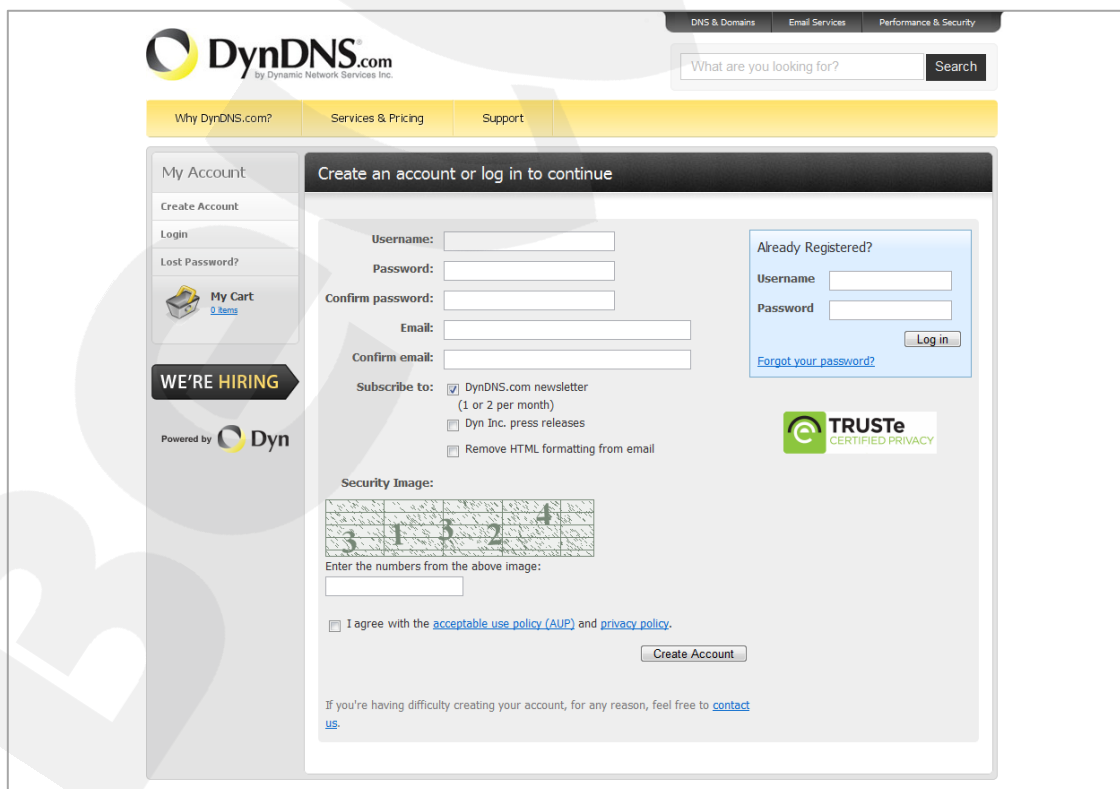 DNS & Domains Email Services Performance & Security
DynDNS.com
by Dynamic Network Services Inc.
What are you looking for? Search
Why DynDNS.com? Services & Pricing Support
My Account
Create Account
Login
Lost Password?
My Cart
0 items
WE'RE HIRING
Powered by Dyn
Create an account or log in to continue
Username:
Password:
Confirm password:
Email:
Confirm email:
Subscribe to: DynDNS.com newsletter
(1 or 2 per month)
Dyn Inc. press releases
Remove HTML formatting from email
Security Image:
3 1 3 2 4
Enter the numbers from the above image:
I agree with the acceptable use policy (AUP) and privacy policy.
Create Account
If you're having difficulty creating your account, for any reason, feel free to contact
us.
Already Registered?
Username
Password
Log in
Forgot your password?
TRUSTe
CERTIFIED PRIVACY